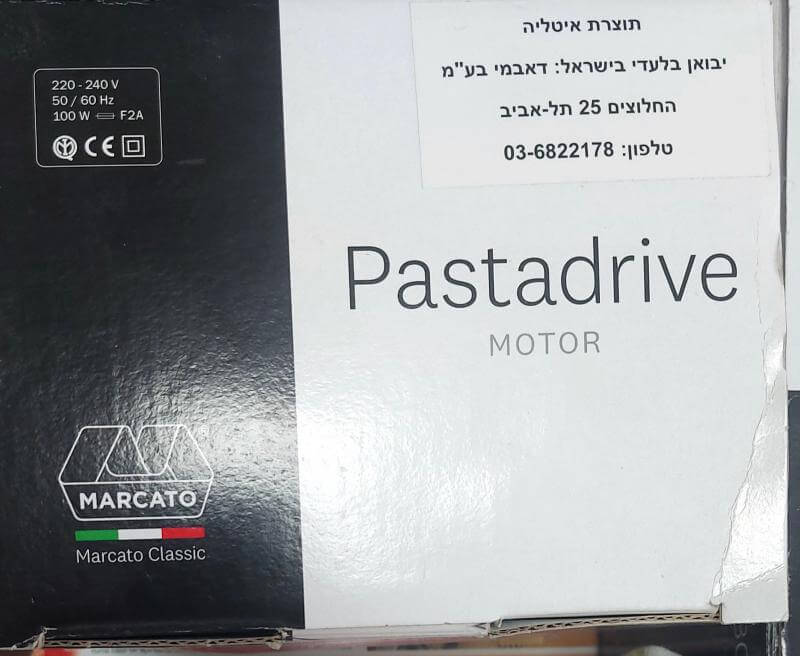 תוצרת איטליה
יבואן בלעדי בישראל: דאבמי בע"מ
החלוצים 25 תל-אביב
טלפון: 03-6822178
220 - 240 V
50 / 60 Hz
100 W F2A
CE
Pastadrive
MOTOR
MARCATO
Marcato Classic